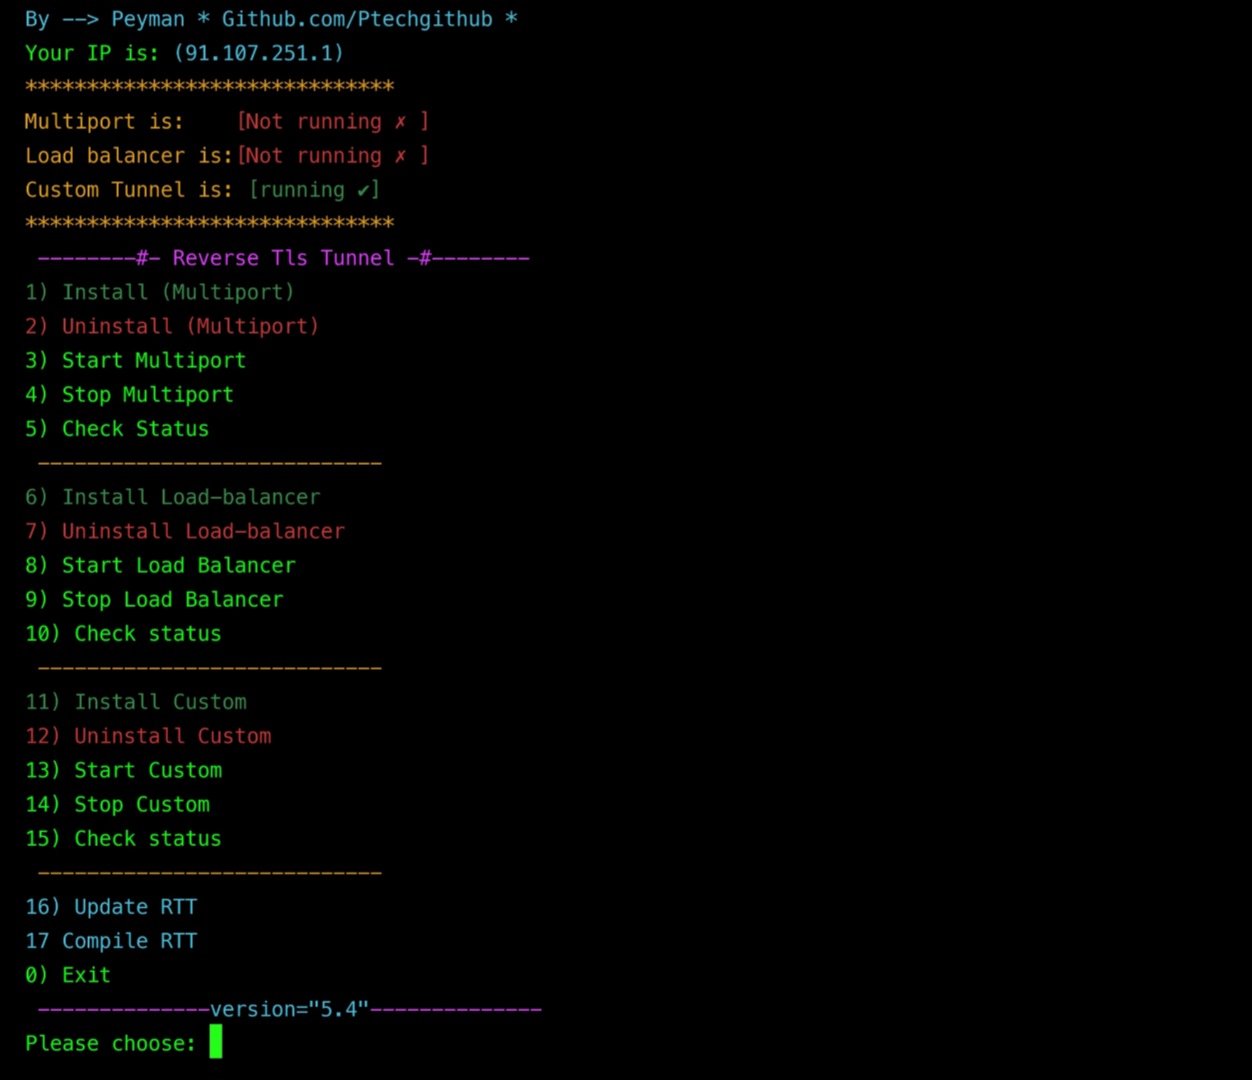 By --> Peyman * Github.com/Ptechgithub *
Your IP is: (91.107.251.1)
******************************
Multiport is:    [Not running ✗ ]
Load balancer is:[Not running ✗ ]
Custom Tunnel is: [running ✔]
******************************
--------#- Reverse Tls Tunnel -#--------
1) Install (Multiport)
2) Uninstall (Multiport)
3) Start Multiport
4) Stop Multiport
5) Check Status
----------------------------
6) Install Load-balancer
7) Uninstall Load-balancer
8) Start Load Balancer
9) Stop Load Balancer
10) Check status
----------------------------
11) Install Custom
12) Uninstall Custom
13) Start Custom
14) Stop Custom
15) Check status
----------------------------
16) Update RTT
17 Compile RTT
0) Exit
--------------version="5.4"--------------
Please choose: